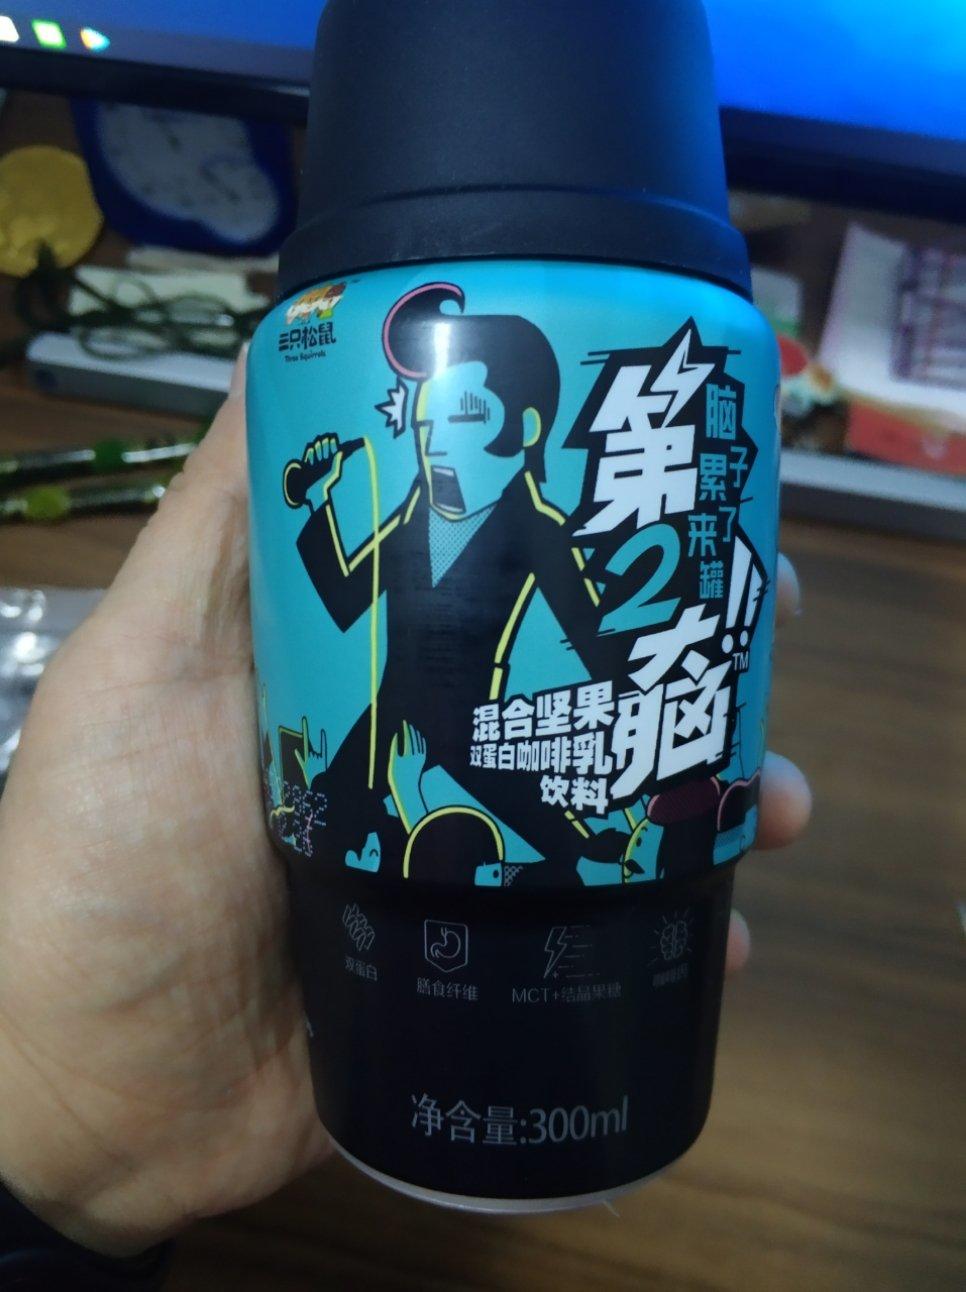 三只松鼠
Three Squirrels
第2大脑!!
TM
脑子
累了
来罐
混合坚果
双蛋白咖啡乳
饮料
双蛋白
膳食纤维
MCT+结晶果糖
净含量:300ml